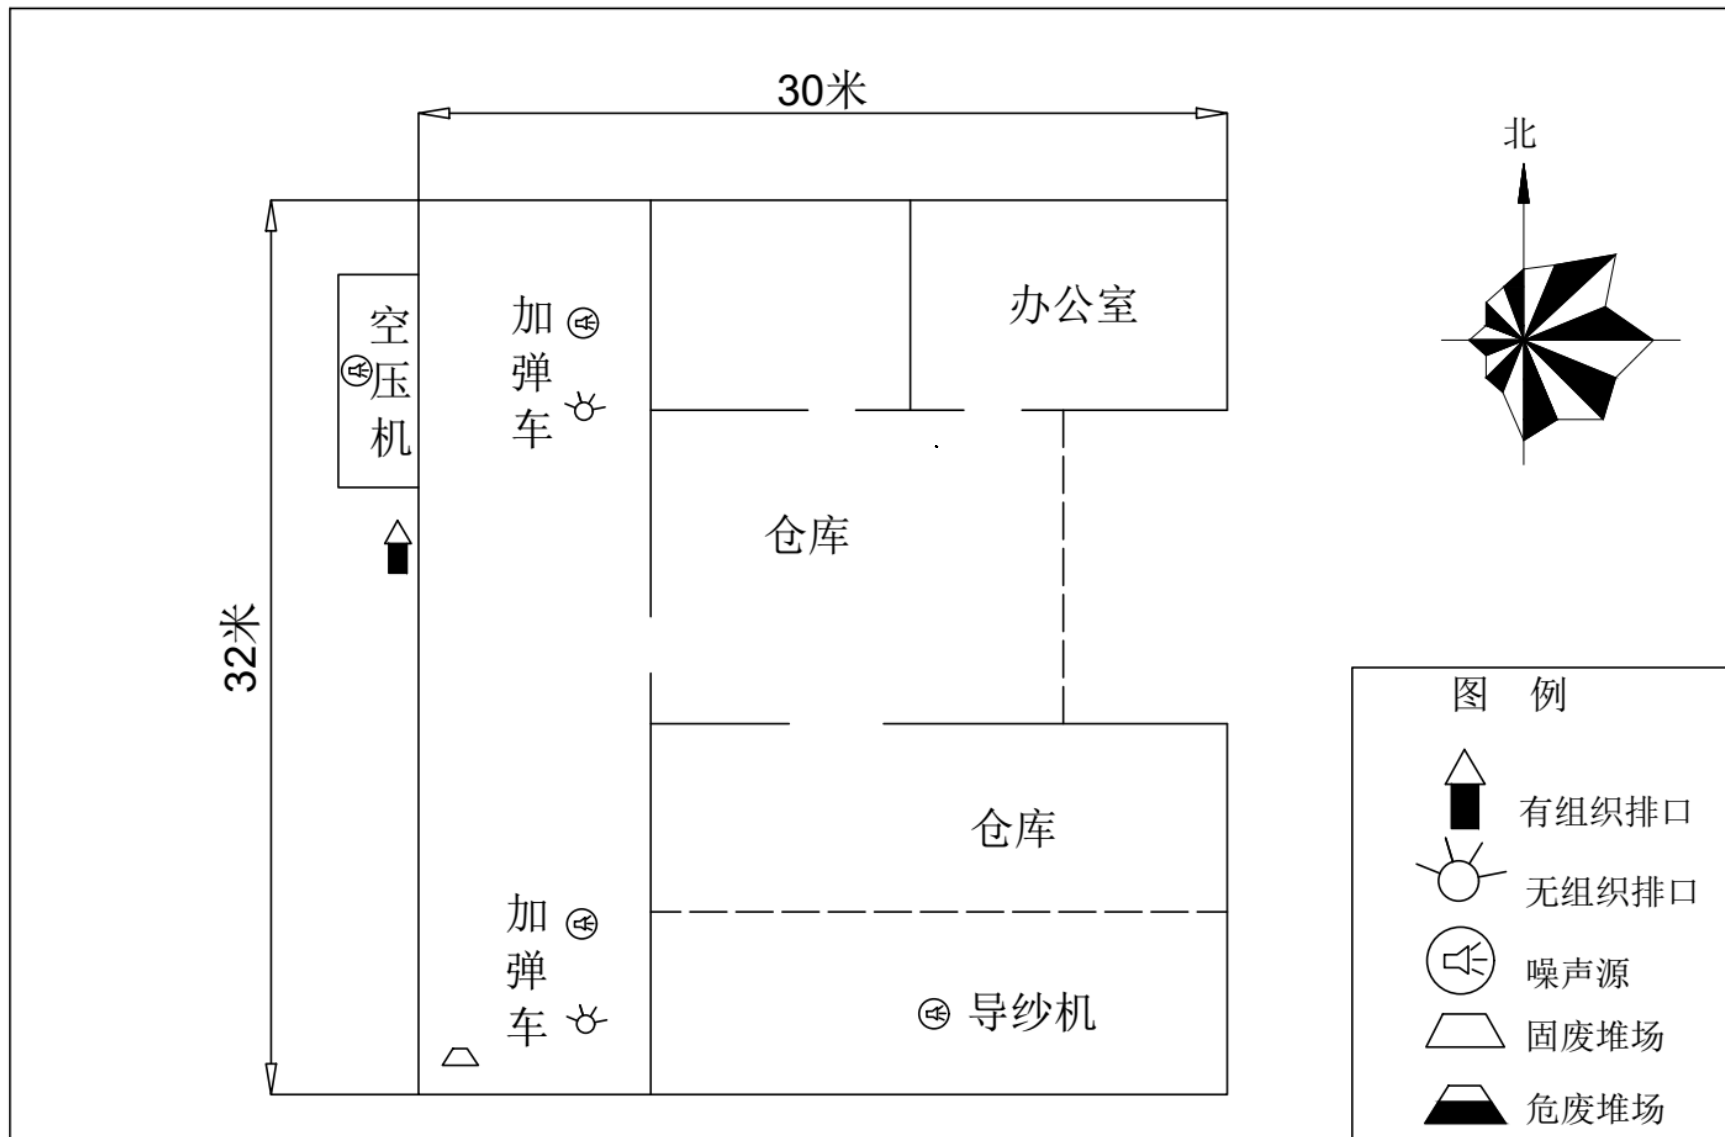 30米
北
办公室
空压机
加弹车
仓库
32米
仓库
加弹车
导纱机
图 例
有组织排口
无组织排口
噪声源
固废堆场
危废堆场